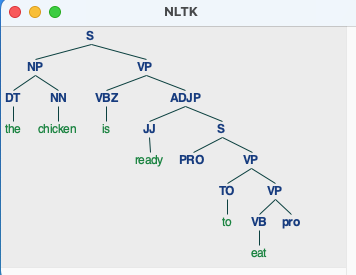 NLTK
S
NP VP
DT NN VBZ ADJP
the chicken is JJ S
ready PRO VP
TO VP
to VB pro
eat